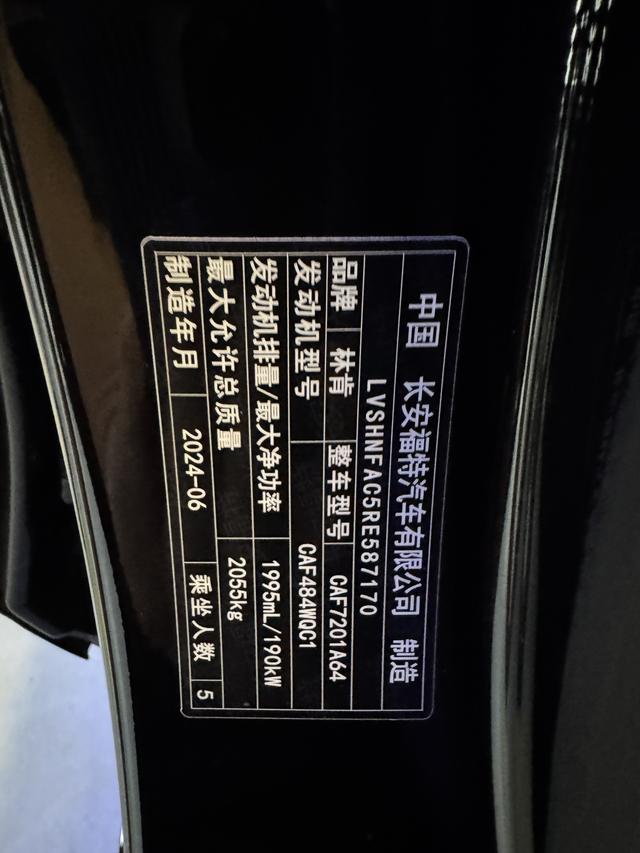 中国 长安福特汽车有限公司 制造
LVSHNFAC5RE587170
品牌 林肯 整车型号 CAF7201A64
发动机型号 CAF484WQC1
发动机排量/最大净功率 1995mL/190kW
最大允许总质量 2055kg
制造年月 2024-06 乘坐人数 5